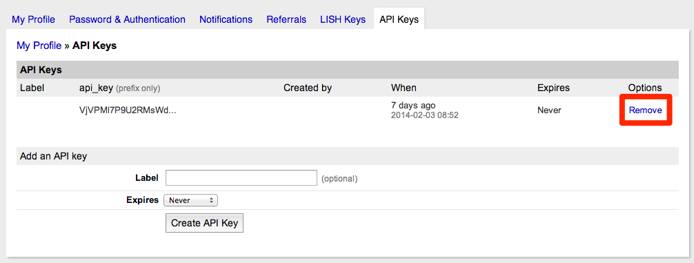 My Profile Password & Authentication Notifications Referrals LISH Keys API Keys
My Profile » API Keys
API Keys
Label api_key (prefix only) Created by When Expires Options
VjVPMl7P9U2RMsWd... 7 days ago Never Remove
2014-02-03 08:52
Add an API key
Label (optional)
Expires Never
Create API Key